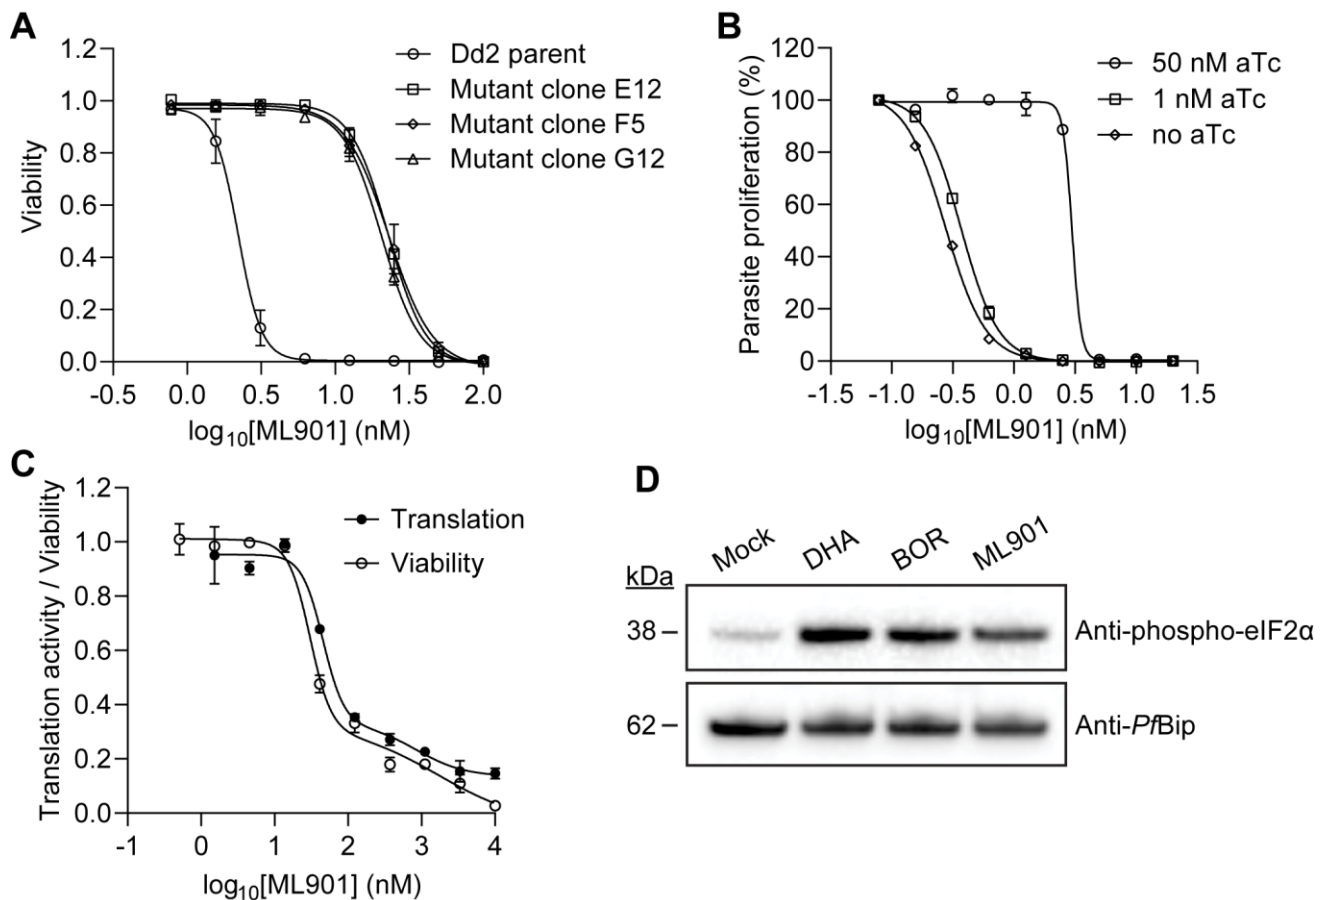 A
1.2
1.0
0.8
0.6
0.4
0.2
0.0
Viability
-0.5 0.0 0.5 1.0 1.5 2.0
log10[ML901] (nM)
Dd2 parent
Mutant clone E12
Mutant clone F5
Mutant clone G12
B
120
100
80
60
40
20
0
Parasite proliferation (%)
-1.5 -1.0 -0.5 0.0 0.5 1.0 1.5
log10[ML901] (nM)
50 nM aTc
1 nM aTc
no aTc
C
1.2
1.0
0.8
0.6
0.4
0.2
0.0
Translation activity / Viability
-1 0 1 2 3 4
log10[ML901] (nM)
Translation
Viability
D
Mock DHA BOR ML901
kDa
38 Anti-phospho-eIF2α
62 Anti-PfBip